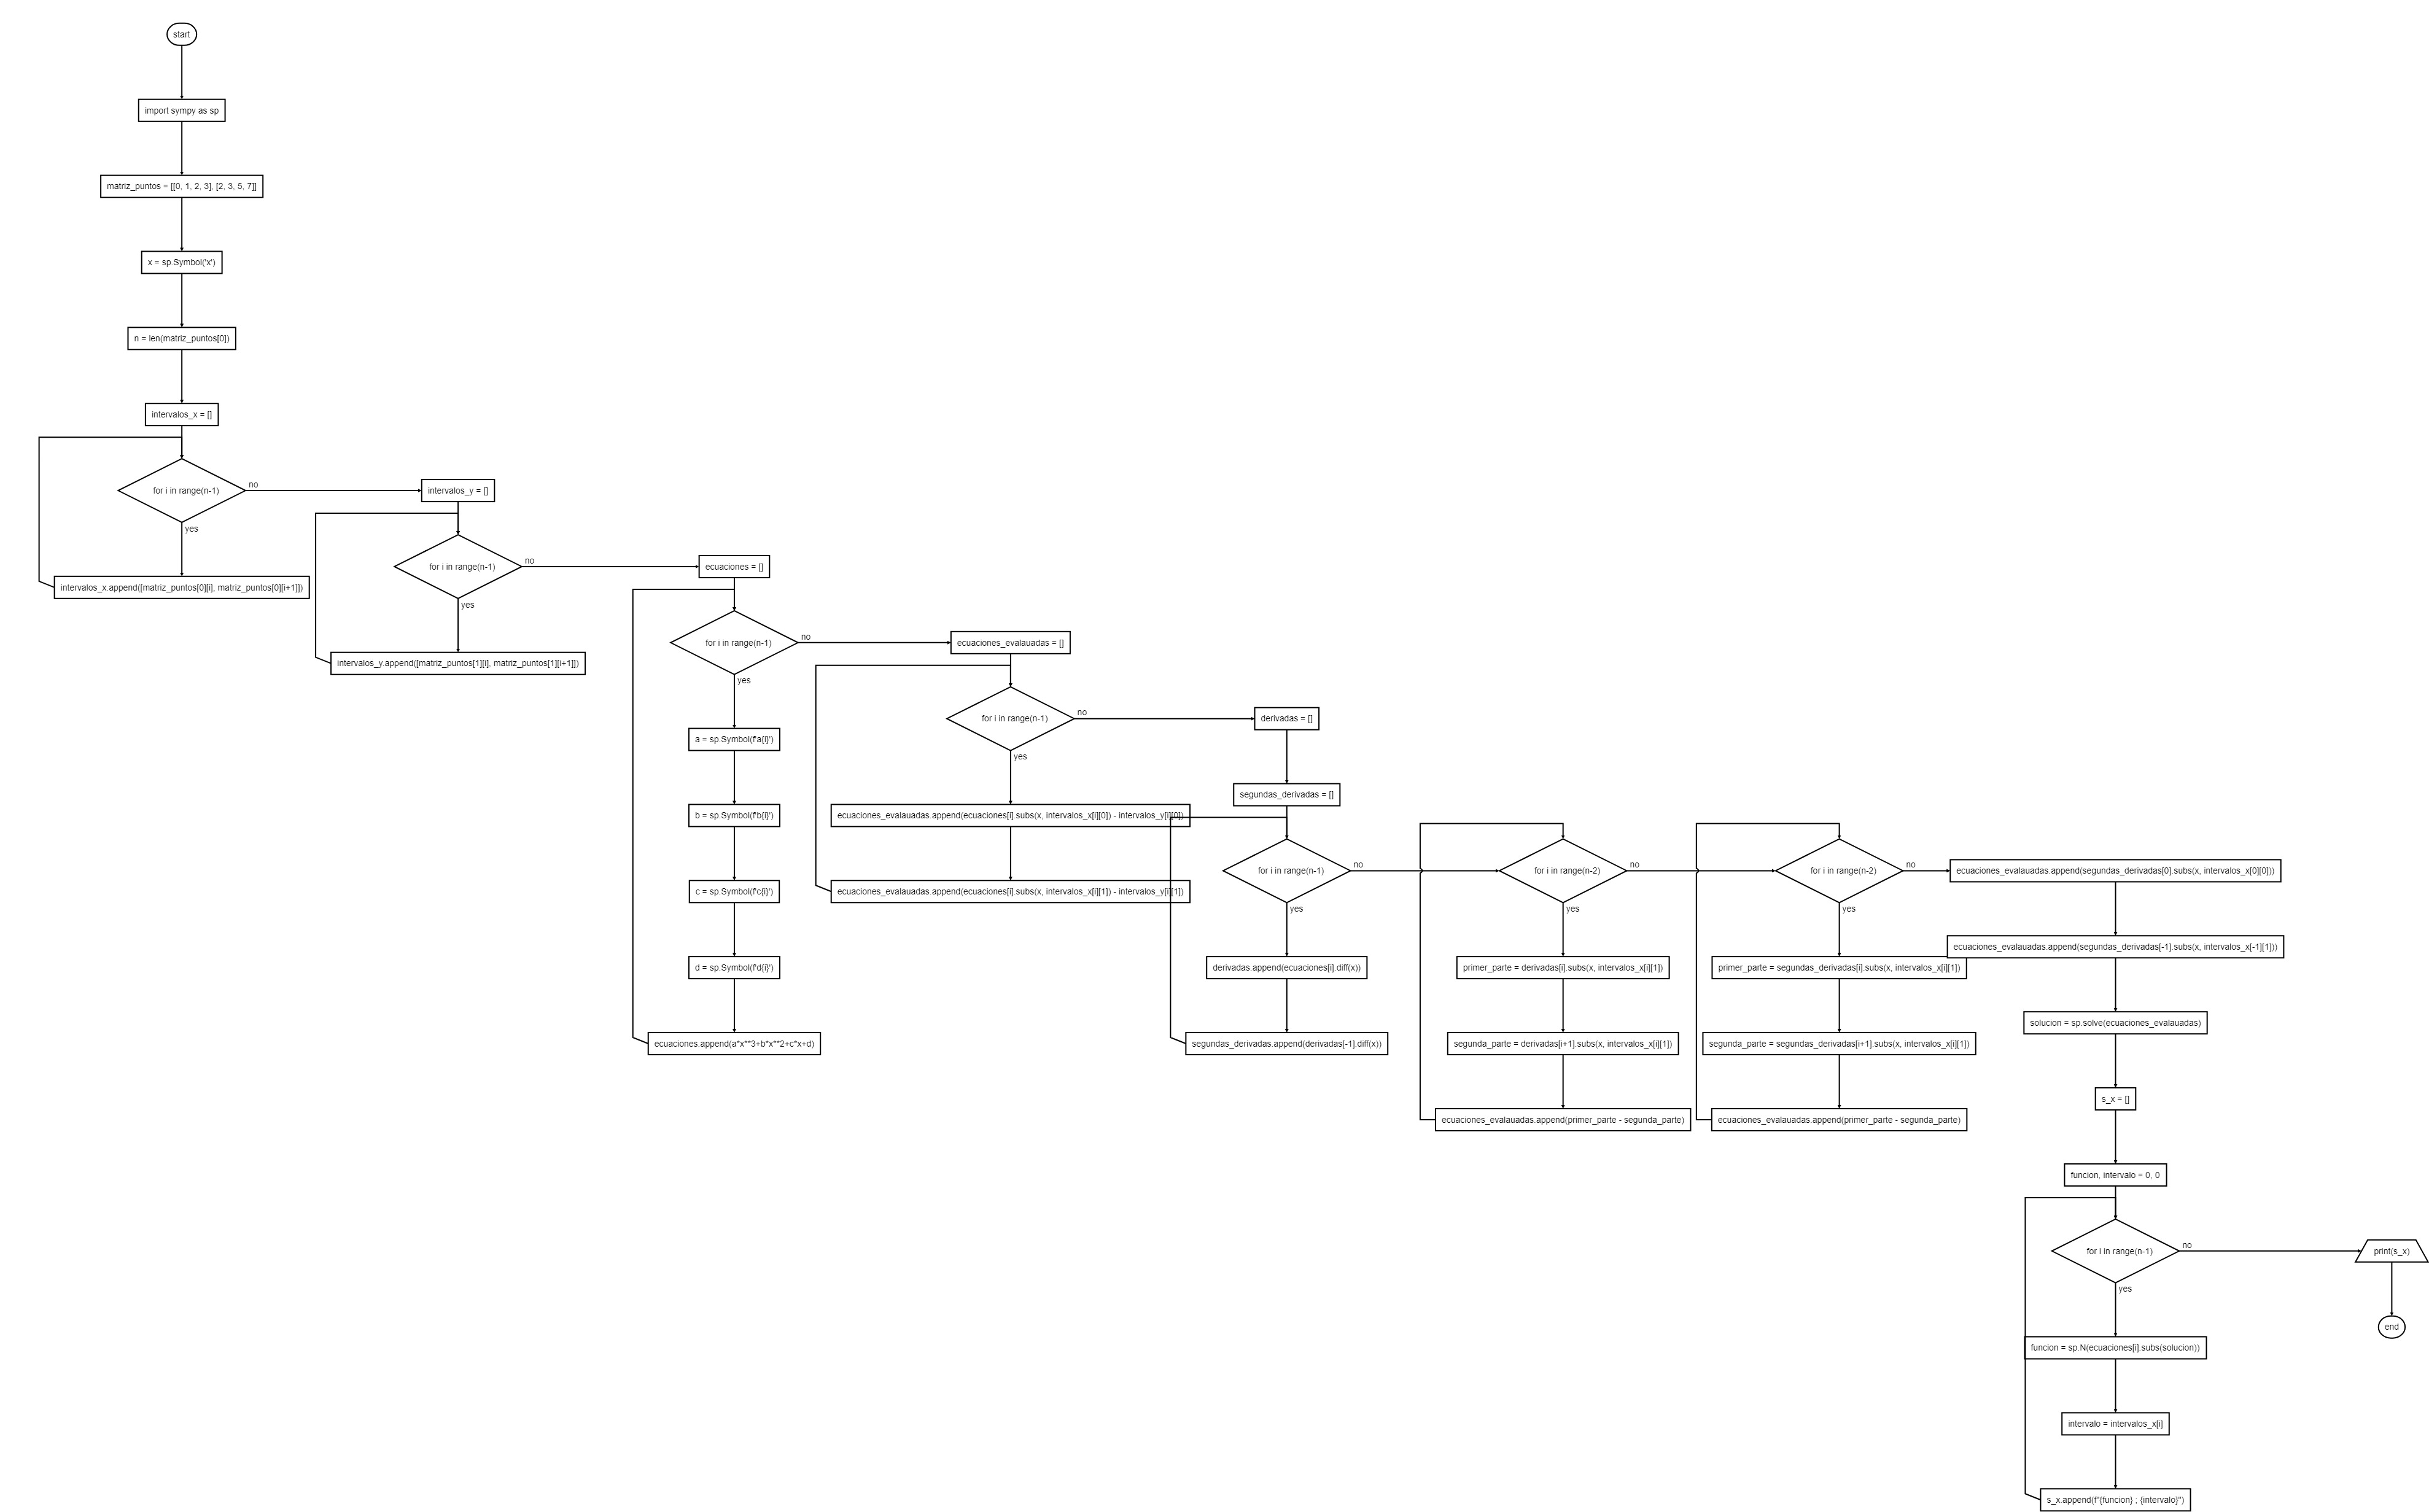 start
import sympy as sp
matriz_puntos = [[0, 1, 2, 3], [2, 3, 5, 7]]
x = sp.Symbol('x')
n = len(matriz_puntos[0])
intervalos_x = []
for i in range(n-1)
no
yes
intervalos_x.append([matriz_puntos[0][i], matriz_puntos[0][i+1]])
intervalos_y = []
for i in range(n-1)
no
yes
intervalos_y.append([matriz_puntos[1][i], matriz_puntos[1][i+1]])
ecuaciones = []
for i in range(n-1)
no
yes
a = sp.Symbol(f'a{i}')
b = sp.Symbol(f'b{i}')
c = sp.Symbol(f'c{i}')
d = sp.Symbol(f'd{i}')
ecuaciones.append(a*x**3+b*x**2+c*x+d)
ecuaciones_evalauadas = []
for i in range(n-1)
no
yes
ecuaciones_evalauadas.append(ecuaciones[i].subs(x, intervalos_x[i][0]) - intervalos_y[i][0])
ecuaciones_evalauadas.append(ecuaciones[i].subs(x, intervalos_x[i][1]) - intervalos_y[i][1])
derivadas = []
segundas_derivadas = []
for i in range(n-1)
no
yes
derivadas.append(ecuaciones[i].diff(x))
segundas_derivadas.append(derivadas[-1].diff(x))
for i in range(n-2)
no
yes
primer_parte = derivadas[i].subs(x, intervalos_x[i][1])
segunda_parte = derivadas[i+1].subs(x, intervalos_x[i][1])
ecuaciones_evalauadas.append(primer_parte - segunda_parte)
for i in range(n-2)
no
yes
primer_parte = segundas_derivadas[i].subs(x, intervalos_x[i][1])
segunda_parte = segundas_derivadas[i+1].subs(x, intervalos_x[i][1])
ecuaciones_evalauadas.append(primer_parte - segunda_parte)
ecuaciones_evalauadas.append(segundas_derivadas[0].subs(x, intervalos_x[0][0]))
ecuaciones_evalauadas.append(segundas_derivadas[-1].subs(x, intervalos_x[-1][1]))
solucion = sp.solve(ecuaciones_evalauadas)
s_x = []
funcion, intervalo = 0, 0
for i in range(n-1)
no
yes
funcion = sp.N(ecuaciones[i].subs(solucion))
intervalo = intervalos_x[i]
s_x.append(f"{funcion} ; {intervalo}")
print(s_x)
end